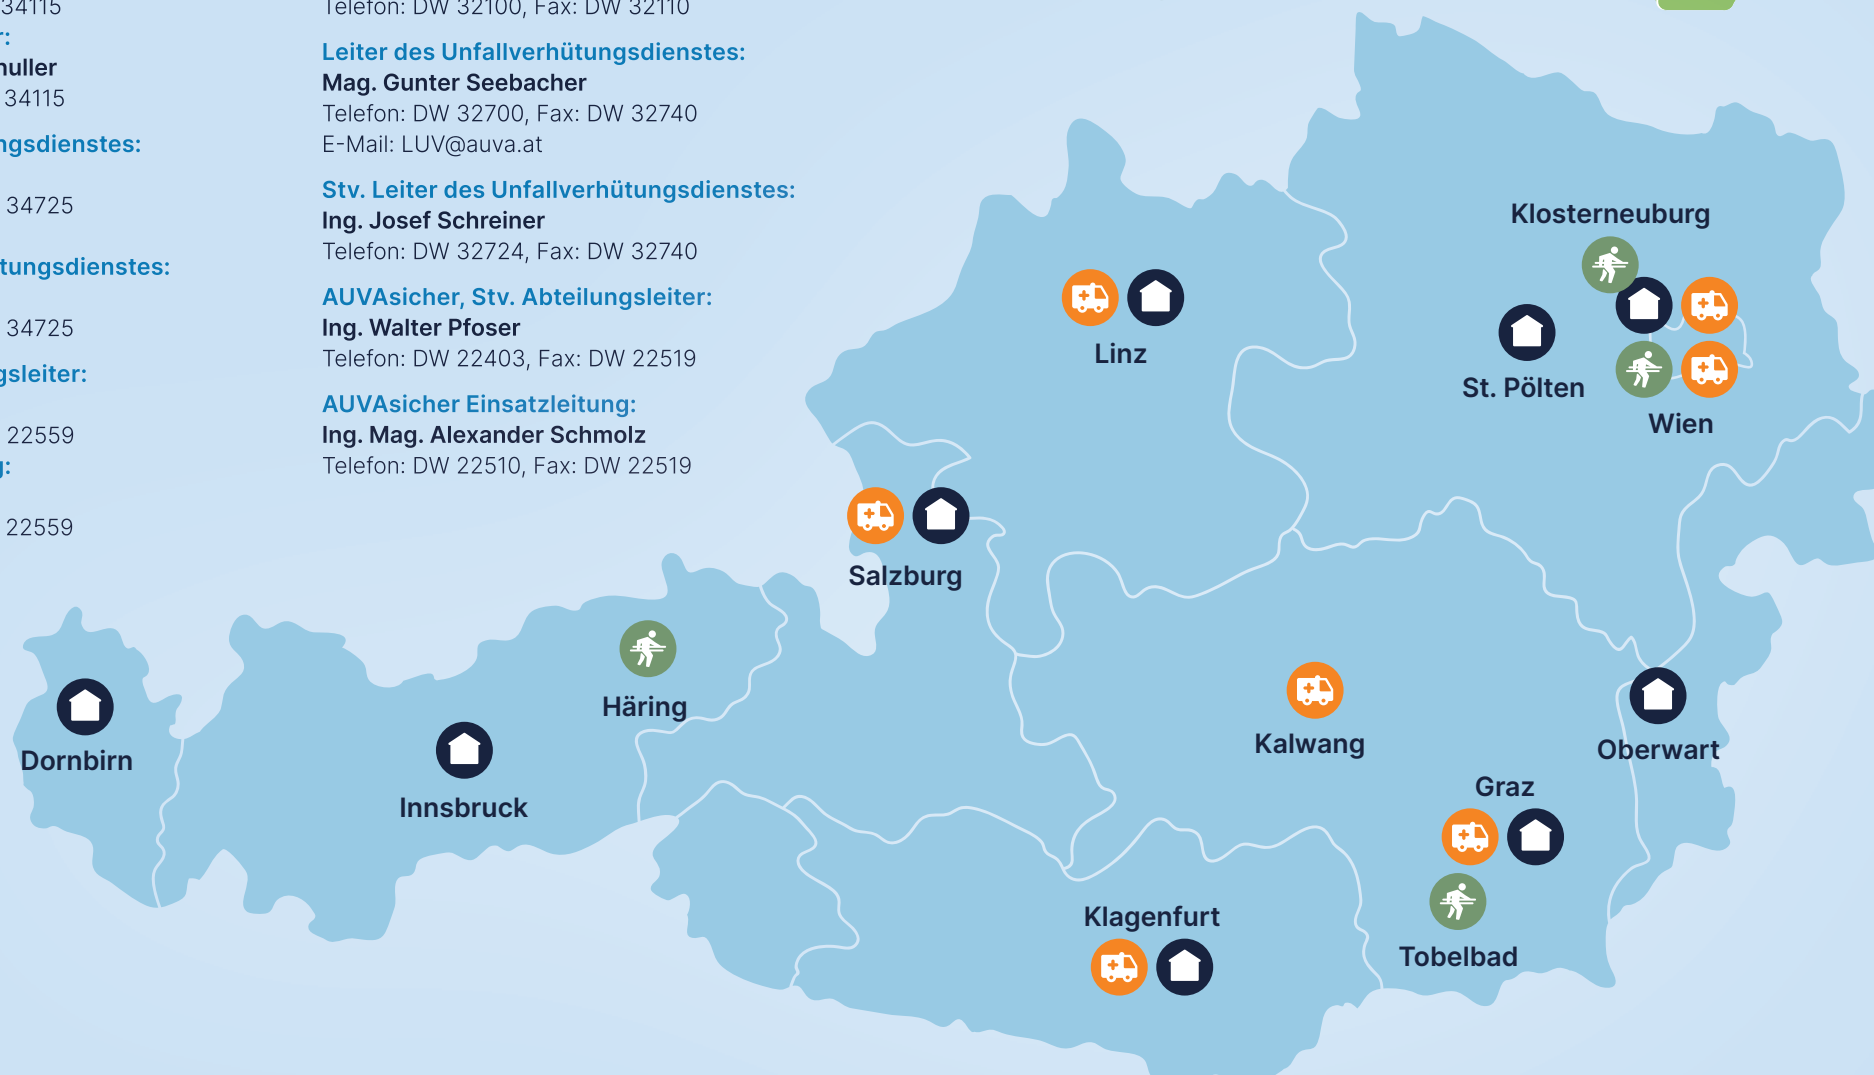 34115
r:
nuller
34115
ngsdienstes:
34725
tungsdienstes:
34725
gsleiter:
22559
g:
22559
Telefon: DW 32100, Fax: DW 32110
Leiter des Unfallverhütungsdienstes:
Mag. Gunter Seebacher
Telefon: DW 32700, Fax: DW 32740
E-Mail: LUV@auva.at
Stv. Leiter des Unfallverhütungsdienstes:
Ing. Josef Schreiner
Telefon: DW 32724, Fax: DW 32740
AUVAsicher, Stv. Abteilungsleiter:
Ing. Walter Pfoser
Telefon: DW 22403, Fax: DW 22519
AUVAsicher Einsatzleitung:
Ing. Mag. Alexander Schmolz
Telefon: DW 22510, Fax: DW 22519
Klosterneuburg
Linz
St. Pölten
Wien
Salzburg
Häring
Dornbirn
Innsbruck
Kalwang
Oberwart
Graz
Klagenfurt
Tobelbad